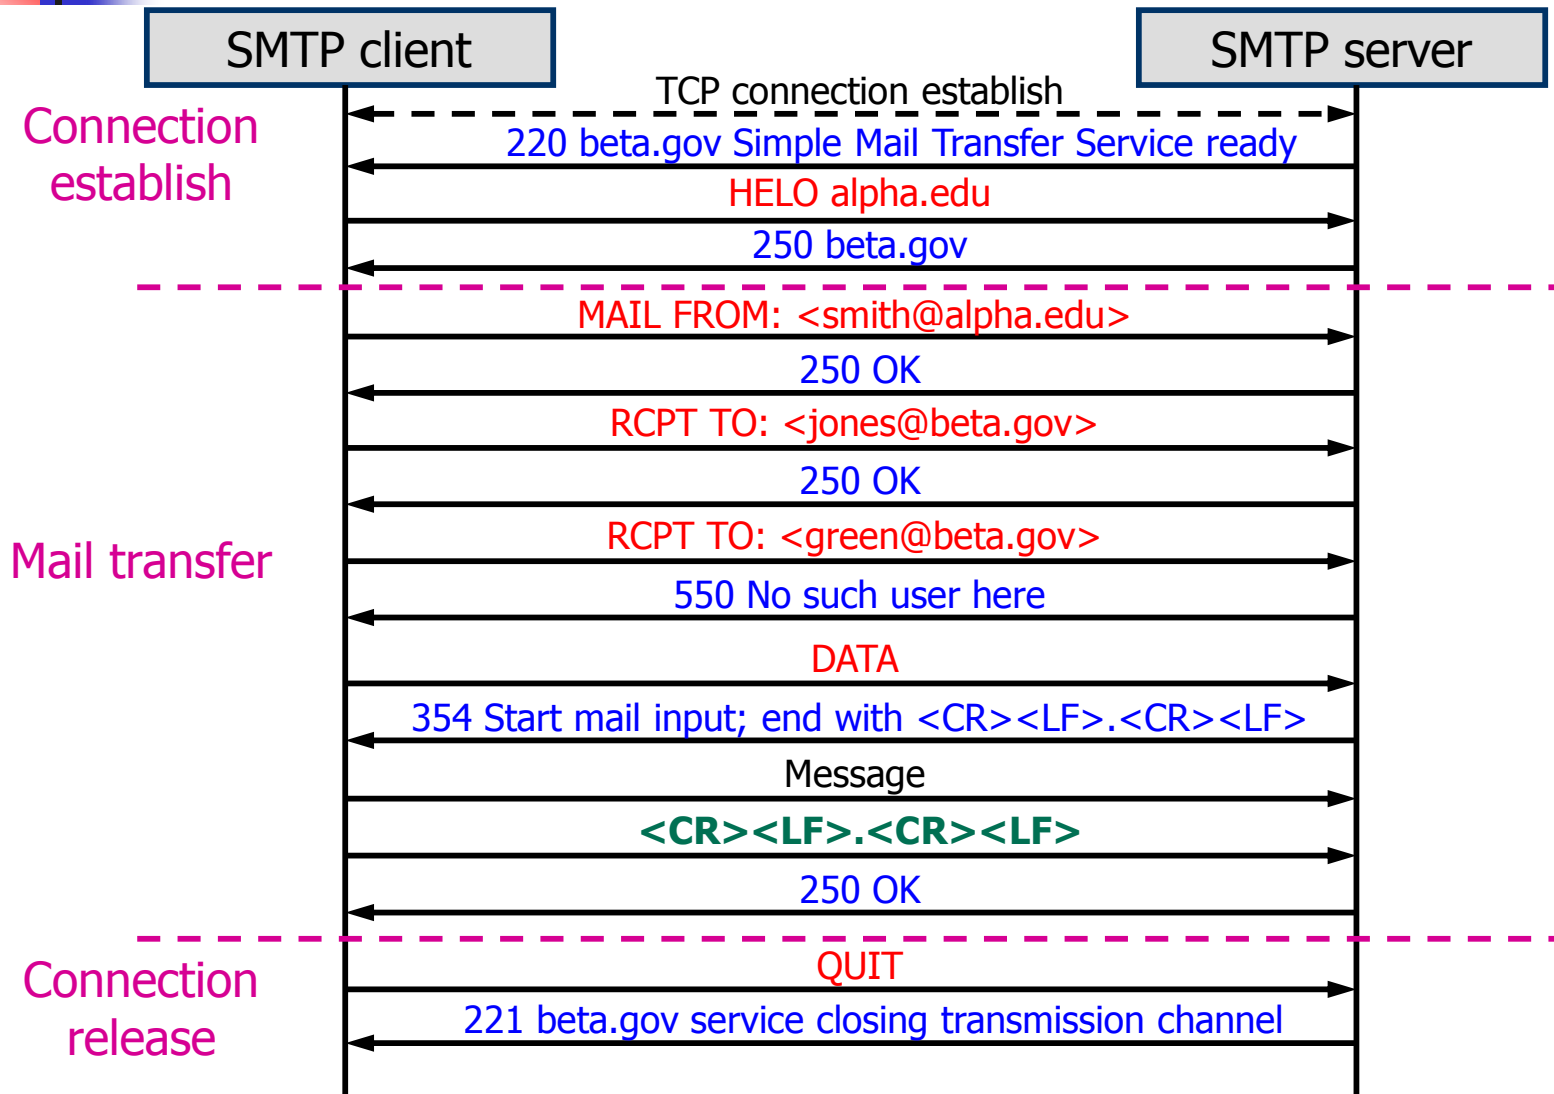 SMTP client
SMTP server
TCP connection establish
Connection
establish
220 beta.gov Simple Mail Transfer Service ready
HELO alpha.edu
250 beta.gov
MAIL FROM: <smith@alpha.edu>
250 OK
RCPT TO: <jones@beta.gov>
250 OK
Mail transfer
RCPT TO: <green@beta.gov>
550 No such user here
DATA
354 Start mail input; end with <CR><LF>.<CR><LF>
Message
<CR><LF>.<CR><LF>
250 OK
Connection
release
QUIT
221 beta.gov service closing transmission channel